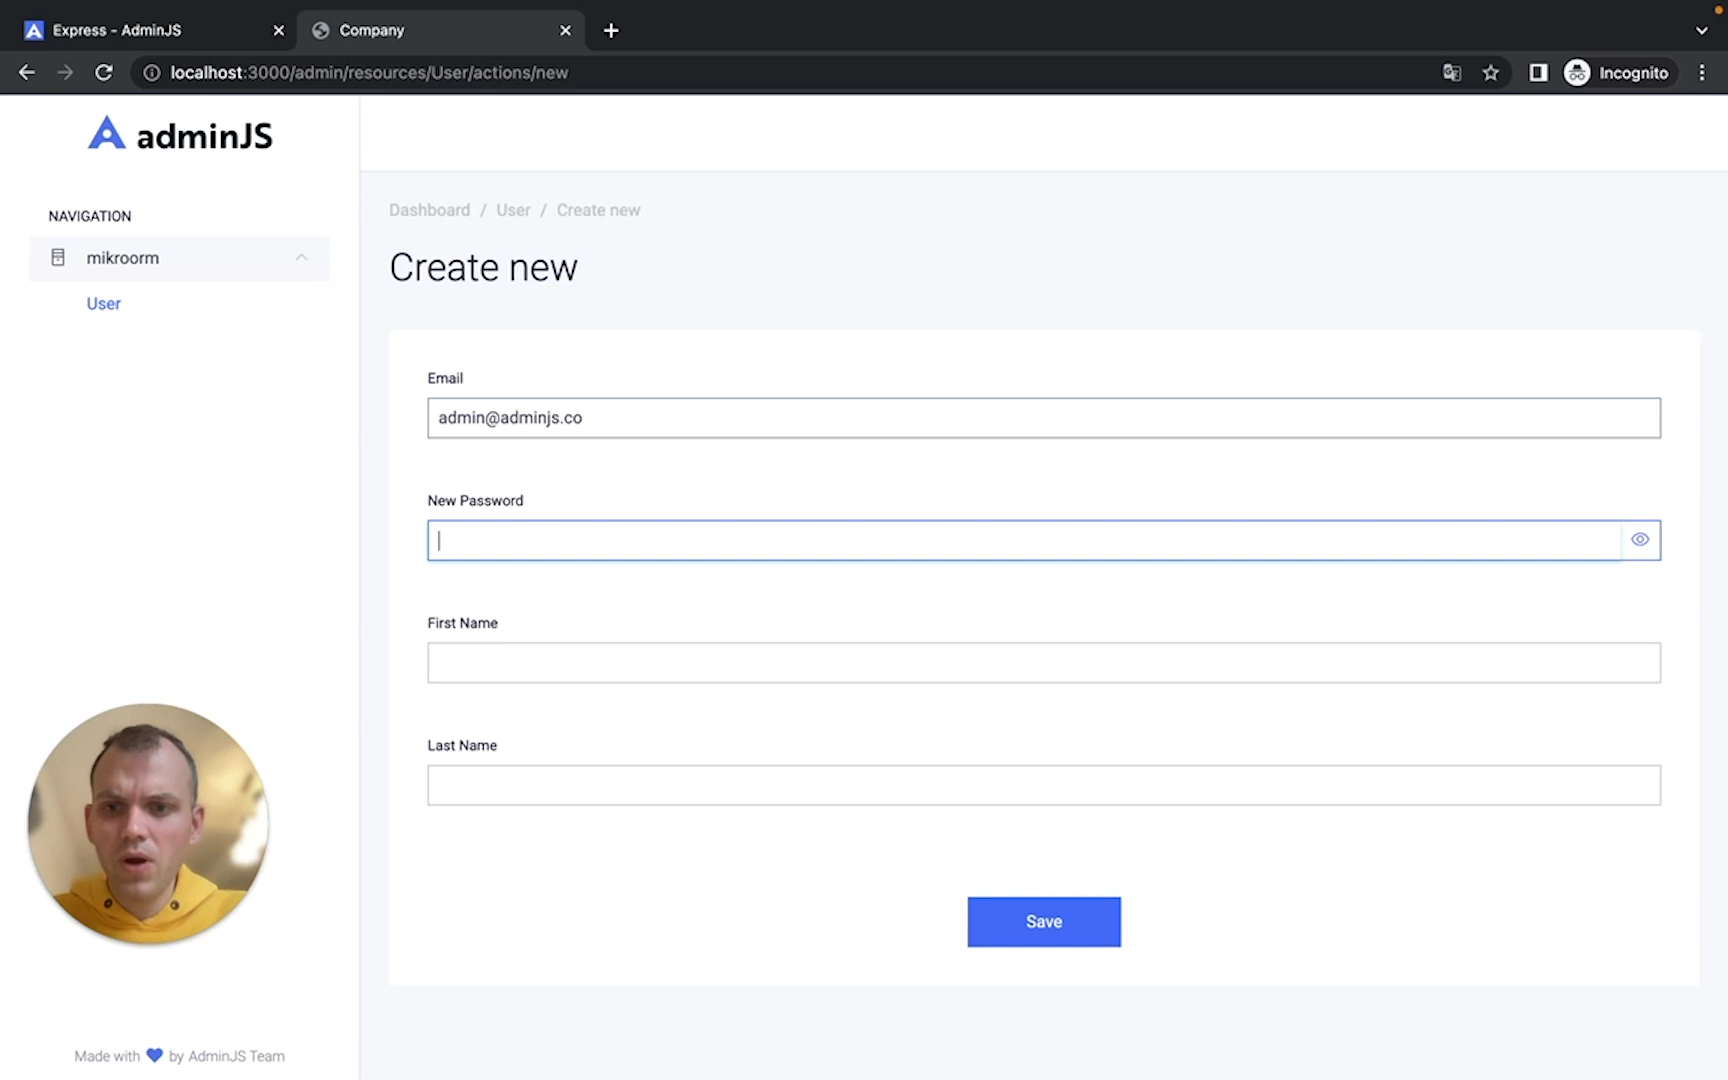 Express - AdminJS
Company
localhost:3000/admin/resources/User/actions/new
Incognito
adminJS
NAVIGATION
mikroorm
User
Dashboard / User / Create new
Create new
Email
admin@adminjs.co
New Password
First Name
Last Name
Save
Made with by AdminJS Team